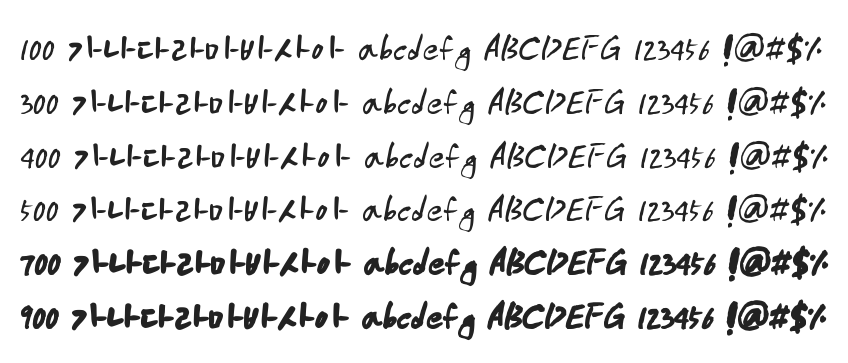 100 가나다라마바사아 abcdefg ABCDEFG 123456 !@#$%
300 가나다라마바사아 abcdefg ABCDEFG 123456 !@#$%
400 가나다라마바사아 abcdefg ABCDEFG 123456 !@#$%
500 가나다라마바사아 abcdefg ABCDEFG 123456 !@#$%
700 가나다라마바사아 abcdefg ABCDEFG 123456 !@#$%
900 가나다라마바사아 abcdefg ABCDEFG 123456 !@#$%